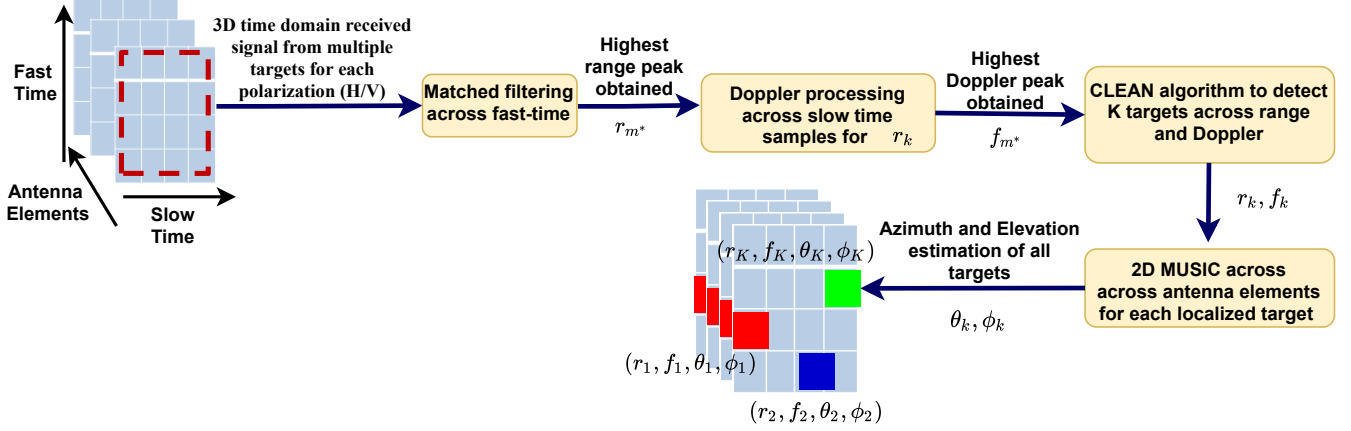 Fast
Time
Antenna
Elements
Slow
Time
3D time domain received
signal from multiple
targets for each
polarization (H/V)
Matched filtering
across fast-time
Highest
range peak
obtained
r_{m^*}
Doppler processing
across slow time
samples for r_k
Highest
Doppler peak
obtained
f_{m^*}
CLEAN algorithm to detect
K targets across range
and Doppler
r_k, f_k
2D MUSIC across
across antenna elements
for each localized target
Azimuth and Elevation
estimation of all
targets
θ_k, ϕ_k
(r_K, f_K, θ_K, ϕ_K)
(r_1, f_1, θ_1, ϕ_1)
(r_2, f_2, θ_2, ϕ_2)